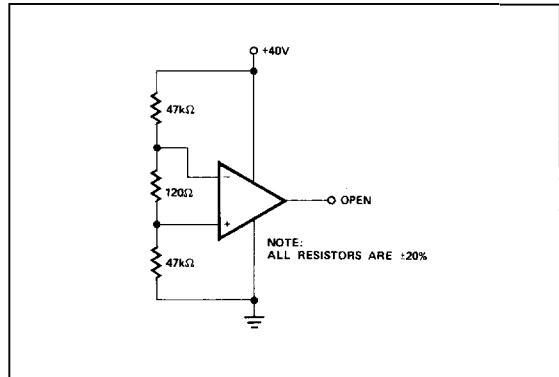 +40V
47kΩ
−
120Ω
OPEN
+
NOTE:
ALL RESISTORS ARE ±20%
47kΩ